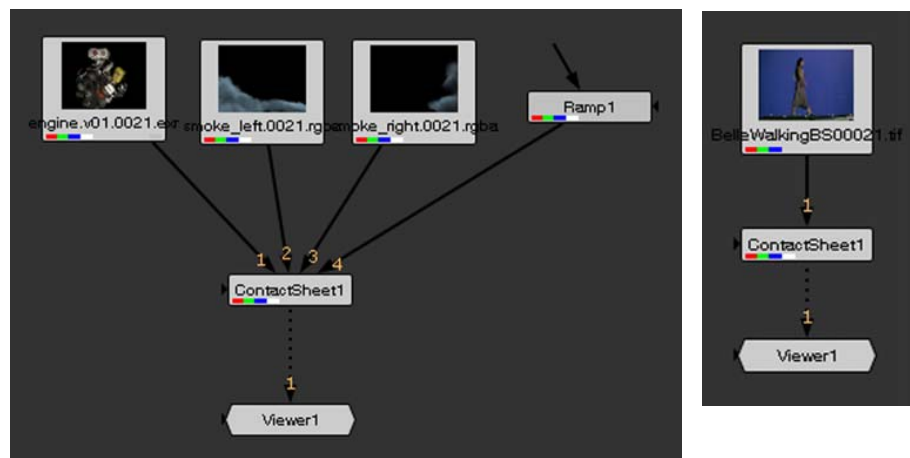 engine.v01.0021.exr
smoke_left.0021.rgba
smoke_right.0021.rgba
Ramp1
1
2
3
4
ContactSheet1
1
Viewer1
BelleWalkingBS00021.tif
1
ContactSheet1
1
Viewer1